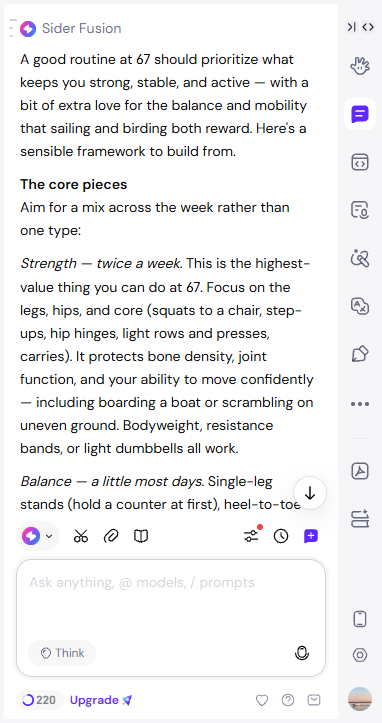 Sider Fusion
A good routine at 67 should prioritize what
keeps you strong, stable, and active — with a
bit of extra love for the balance and mobility
that sailing and birding both reward. Here's a
sensible framework to build from.
The core pieces
Aim for a mix across the week rather than
one type:
Strength — twice a week. This is the highest-
value thing you can do at 67. Focus on the
legs, hips, and core (squats to a chair, step-
ups, hip hinges, light rows and presses,
carries). It protects bone density, joint
function, and your ability to move confidently
— including boarding a boat or scrambling on
uneven ground. Bodyweight, resistance
bands, or light dumbbells all work.
Balance — a little most days. Single-leg
stands (hold a counter at first), heel-to-toe
Ask anything, @ models, / prompts
Think
220 Upgrade